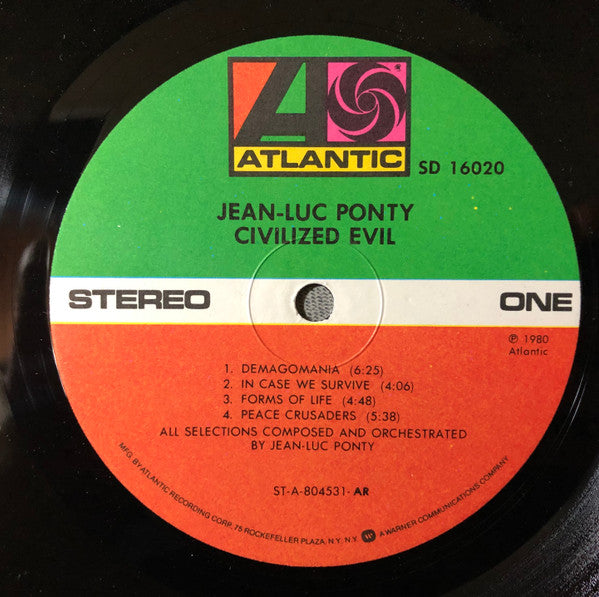 ATLANTIC
SD 16020
JEAN-LUC PONTY
CIVILIZED EVIL
STEREO
ONE
℗ 1980
Atlantic
1. DEMAGOMANIA (6:25)
2. IN CASE WE SURVIVE (4:06)
3. FORMS OF LIFE (4:48)
4. PEACE CRUSADERS (5:38)
ALL SELECTIONS COMPOSED AND ORCHESTRATED
BY JEAN-LUC PONTY
ST-A-804531-AR
MFG. BY ATLANTIC RECORDING CORP. 75 ROCKEFELLER PLAZA, N.Y. N.Y. A WARNER COMMUNICATIONS COMPANY